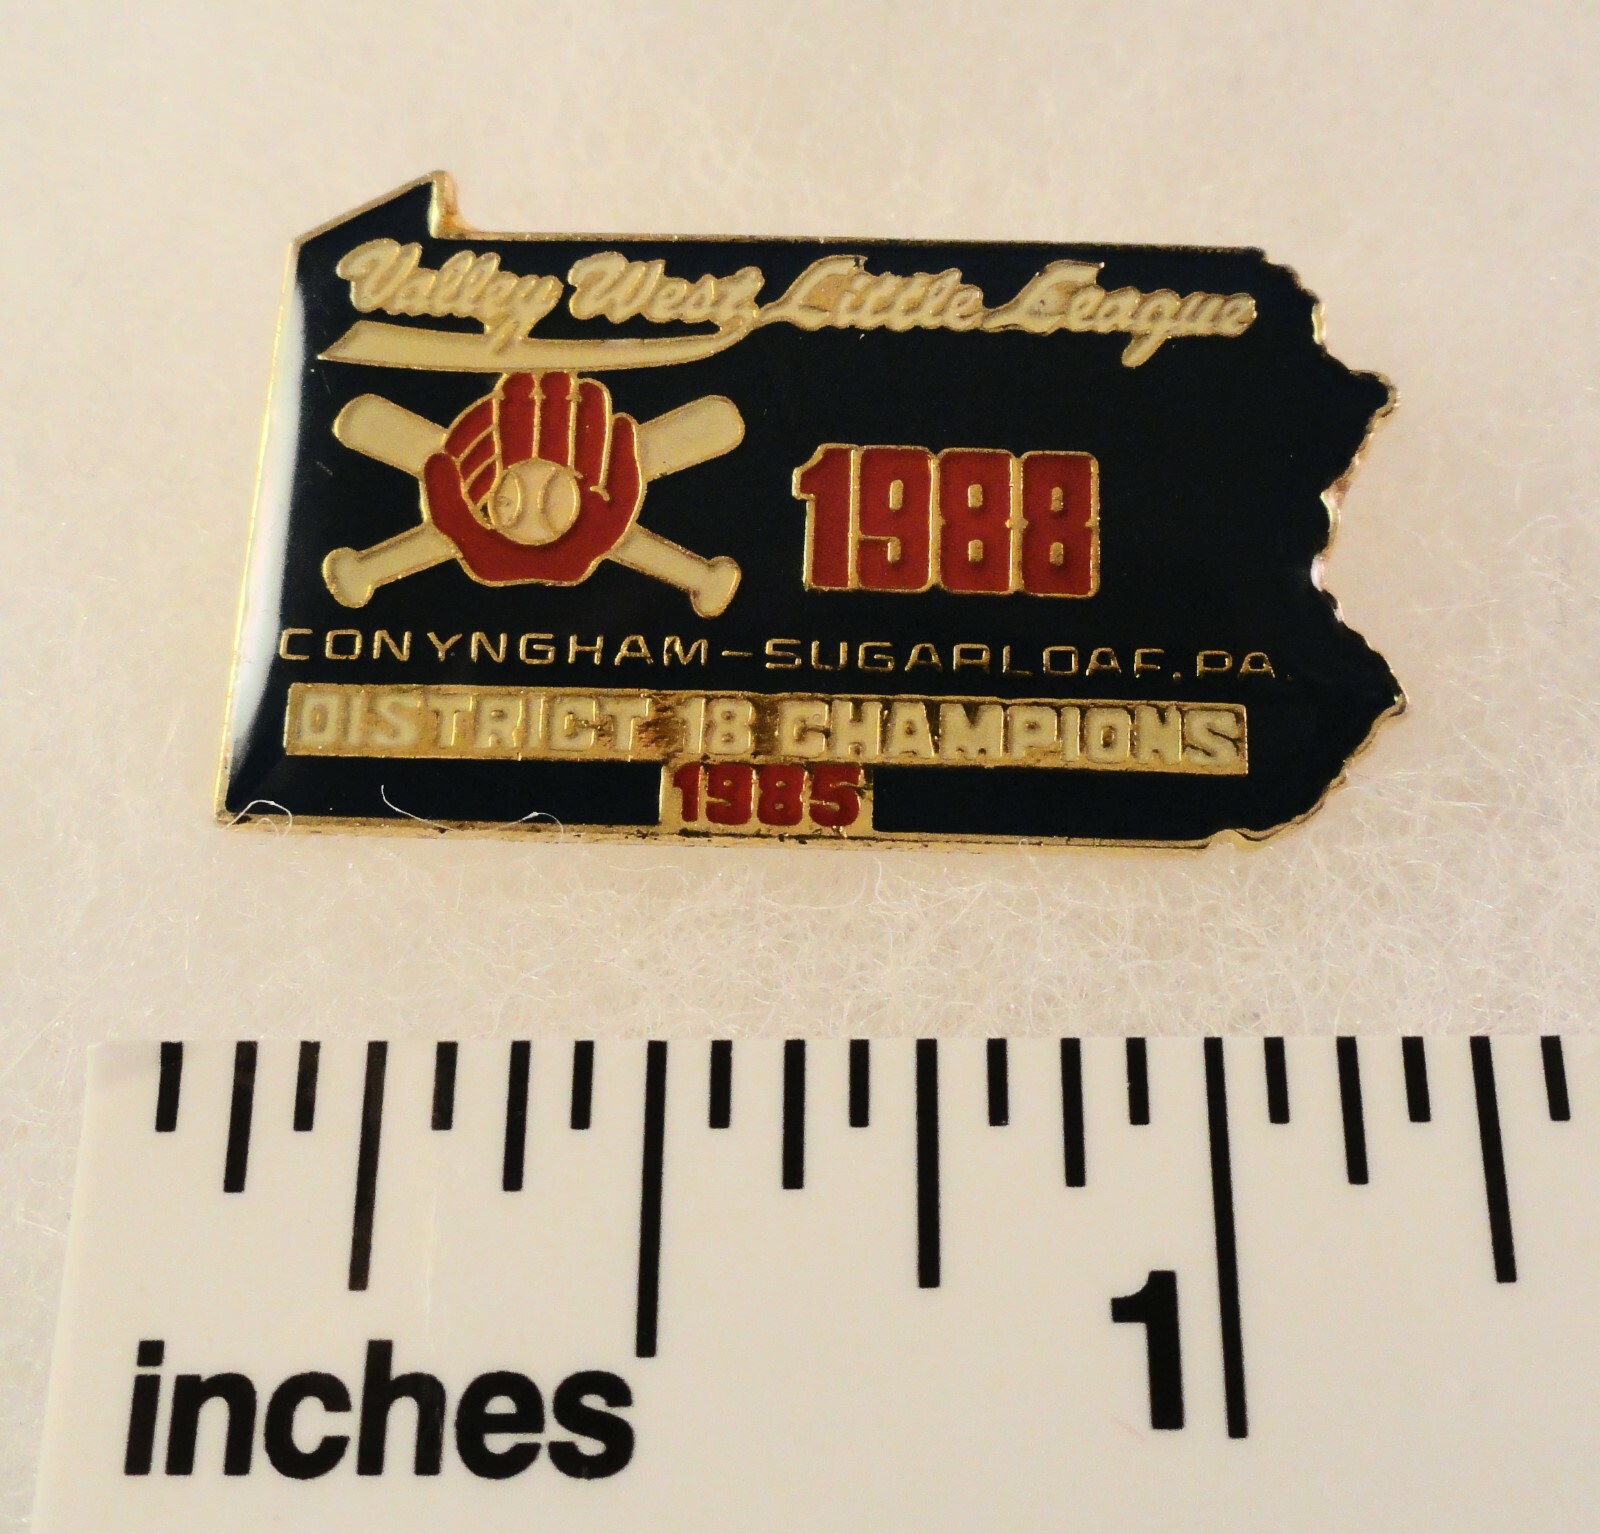 Valley West Little League
1988
CONYNGHAM-SUGARLOAF, PA.
DISTRICT 18 CHAMPIONS
1985
1
inches